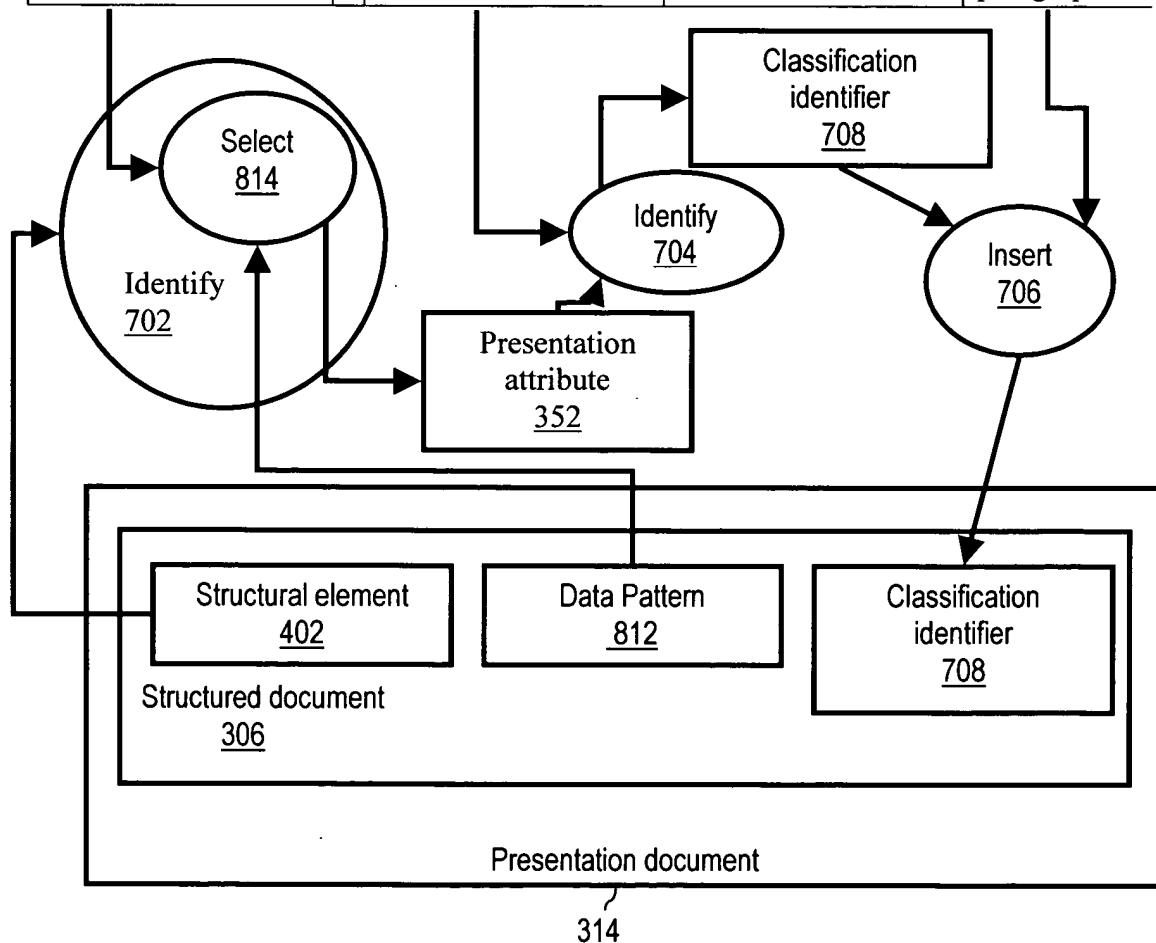 Classification
identifier
708
Select
814
Identify
704
Insert
706
Identify
702
Presentation
attribute
352
Structural element
402
Data Pattern
812
Classification
identifier
708
Structured document
306
Presentation document
314